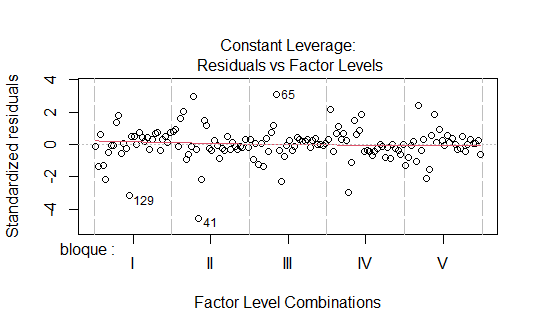 Constant Leverage:
Residuals vs Factor Levels
Standardized residuals
4
2
0
-2
-4
65
129
41
bloque :
I II III IV V
Factor Level Combinations